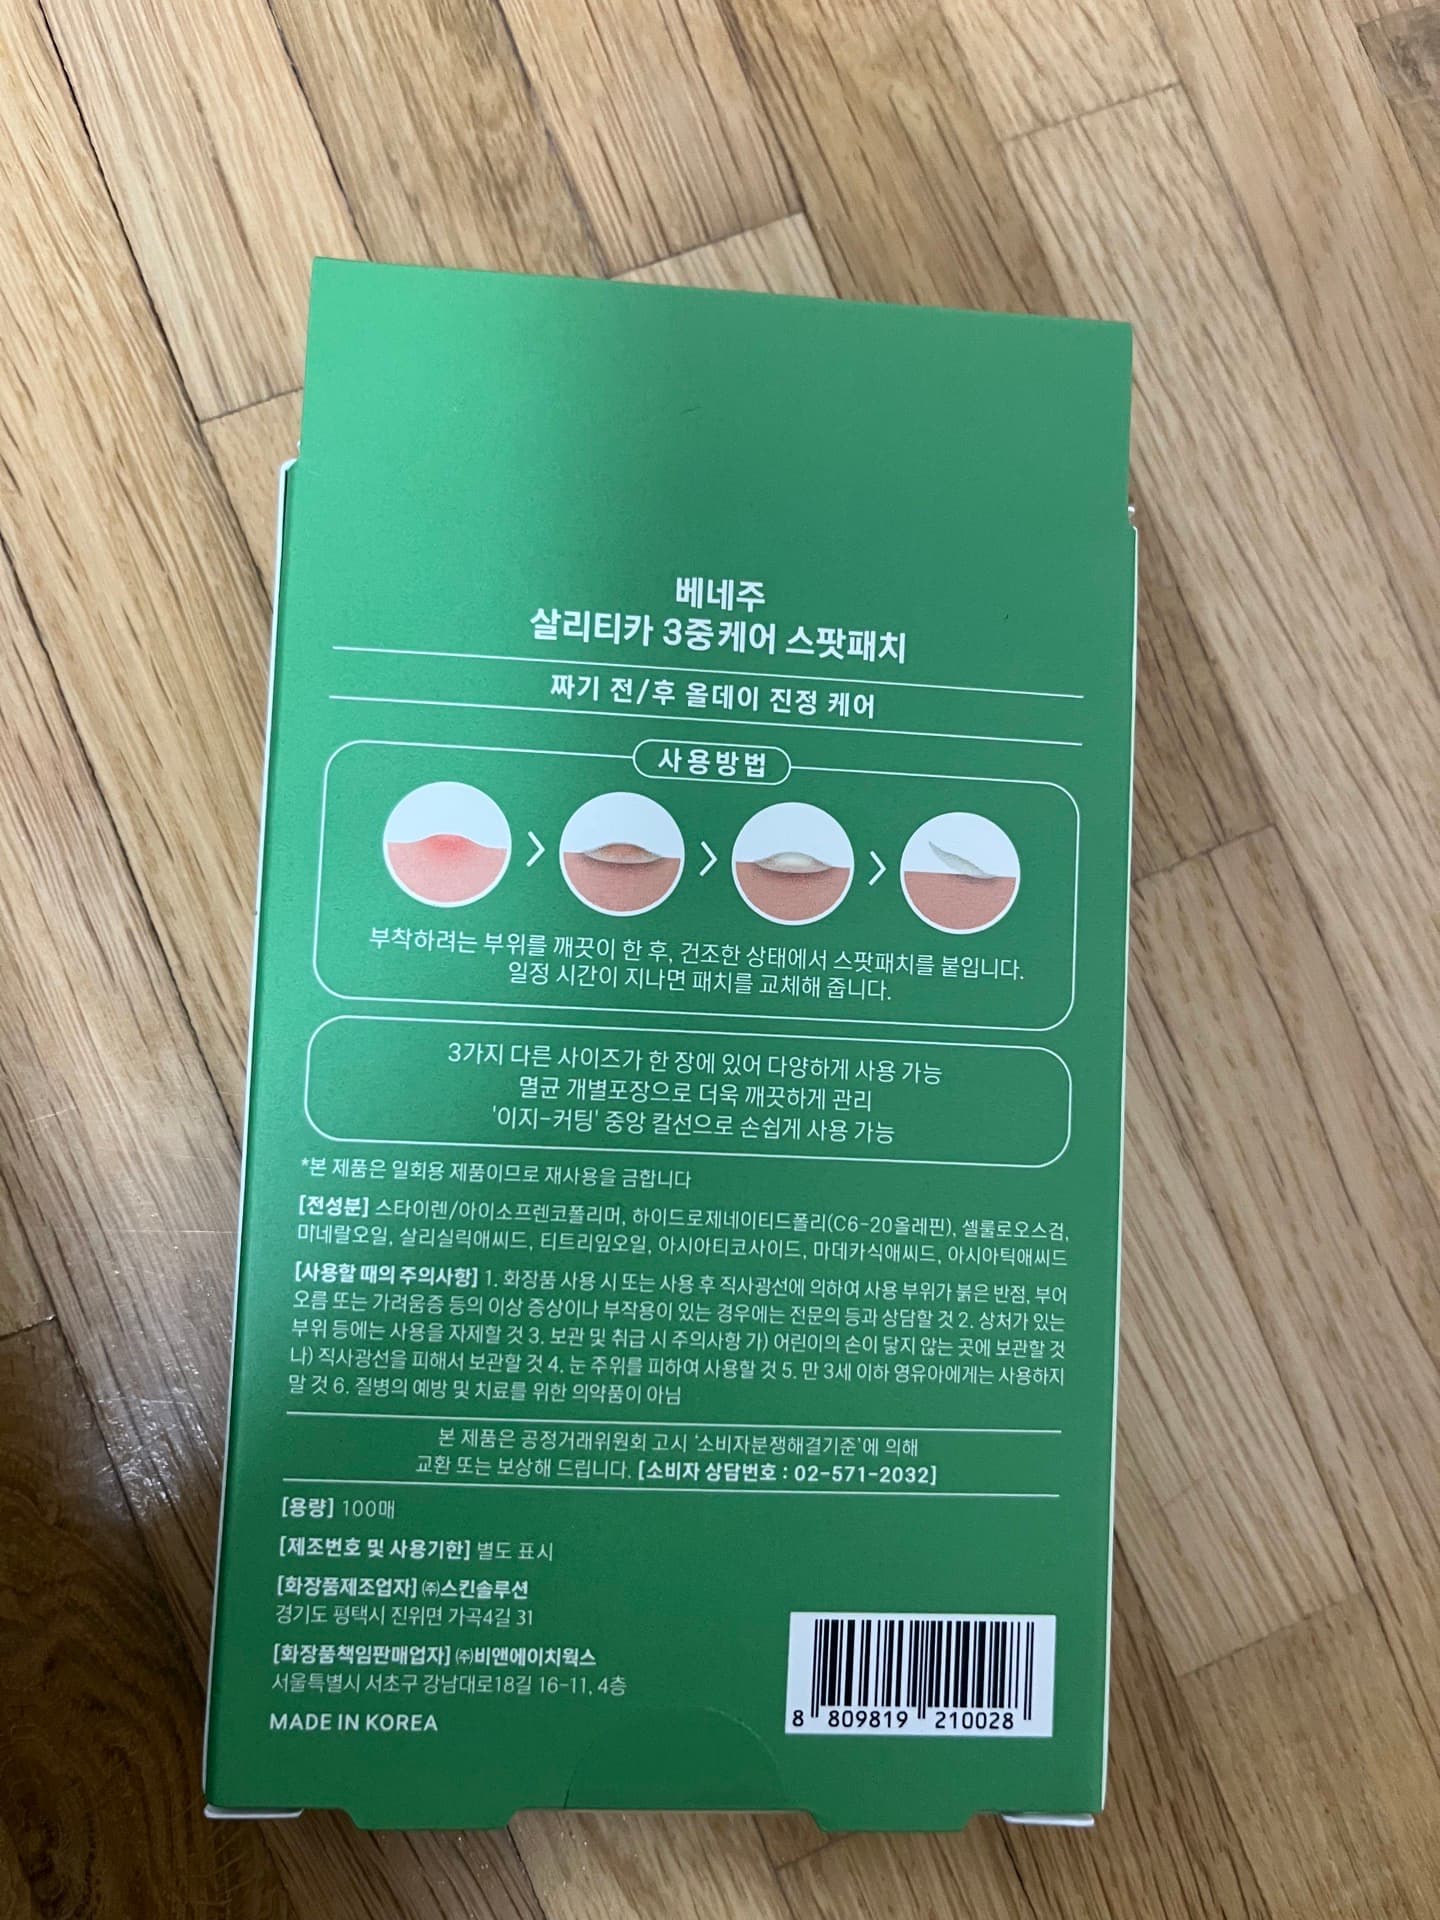 베네주
살리티카 3중케어 스팟패치
짜기 전/후 올데이 진정 케어
사용방법
부착하려는 부위를 깨끗이 한 후, 건조한 상태에서 스팟패치를 붙입니다.
일정 시간이 지나면 패치를 교체해 줍니다.
3가지 다른 사이즈가 한 장에 있어 다양하게 사용 가능
멸균 개별포장으로 더욱 깨끗하게 관리
'이지-커팅' 중앙 칼선으로 손쉽게 사용 가능
*본 제품은 일회용 제품이므로 재사용을 금합니다
[전성분] 스타이렌/아이소프렌코폴리머, 하이드로제네이티드폴리(C6-20올레핀), 셀룰로오스검,
미네랄오일, 살리실릭애씨드, 티트리잎오일, 아시아티코사이드, 마데카식애씨드, 아시아틱애씨드
[사용할 때의 주의사항] 1. 화장품 사용 시 또는 사용 후 직사광선에 의하여 사용 부위가 붉은 반점, 부어
오름 또는 가려움증 등의 이상 증상이나 부작용이 있는 경우에는 전문의 등과 상담할 것 2. 상처가 있는
부위 등에는 사용을 자제할 것 3. 보관 및 취급 시 주의사항 가) 어린이의 손이 닿지 않는 곳에 보관할 것
나) 직사광선을 피해서 보관할 것 4. 눈 주위를 피하여 사용할 것 5. 만 3세 이하 영유아에게는 사용하지
말 것 6. 질병의 예방 및 치료를 위한 의약품이 아님
본 제품은 공정거래위원회 고시 '소비자분쟁해결기준'에 의해
교환 또는 보상해 드립니다. [소비자 상담번호 : 02-571-2032]
[용량] 100매
[제조번호 및 사용기한] 별도 표시
[화장품제조업자] ㈜스킨솔루션
경기도 평택시 진위면 가곡4길 31
[화장품책임판매업자] ㈜비앤에이치웍스
서울특별시 서초구 강남대로18길 16-11, 4층
MADE IN KOREA
8 809819 210028